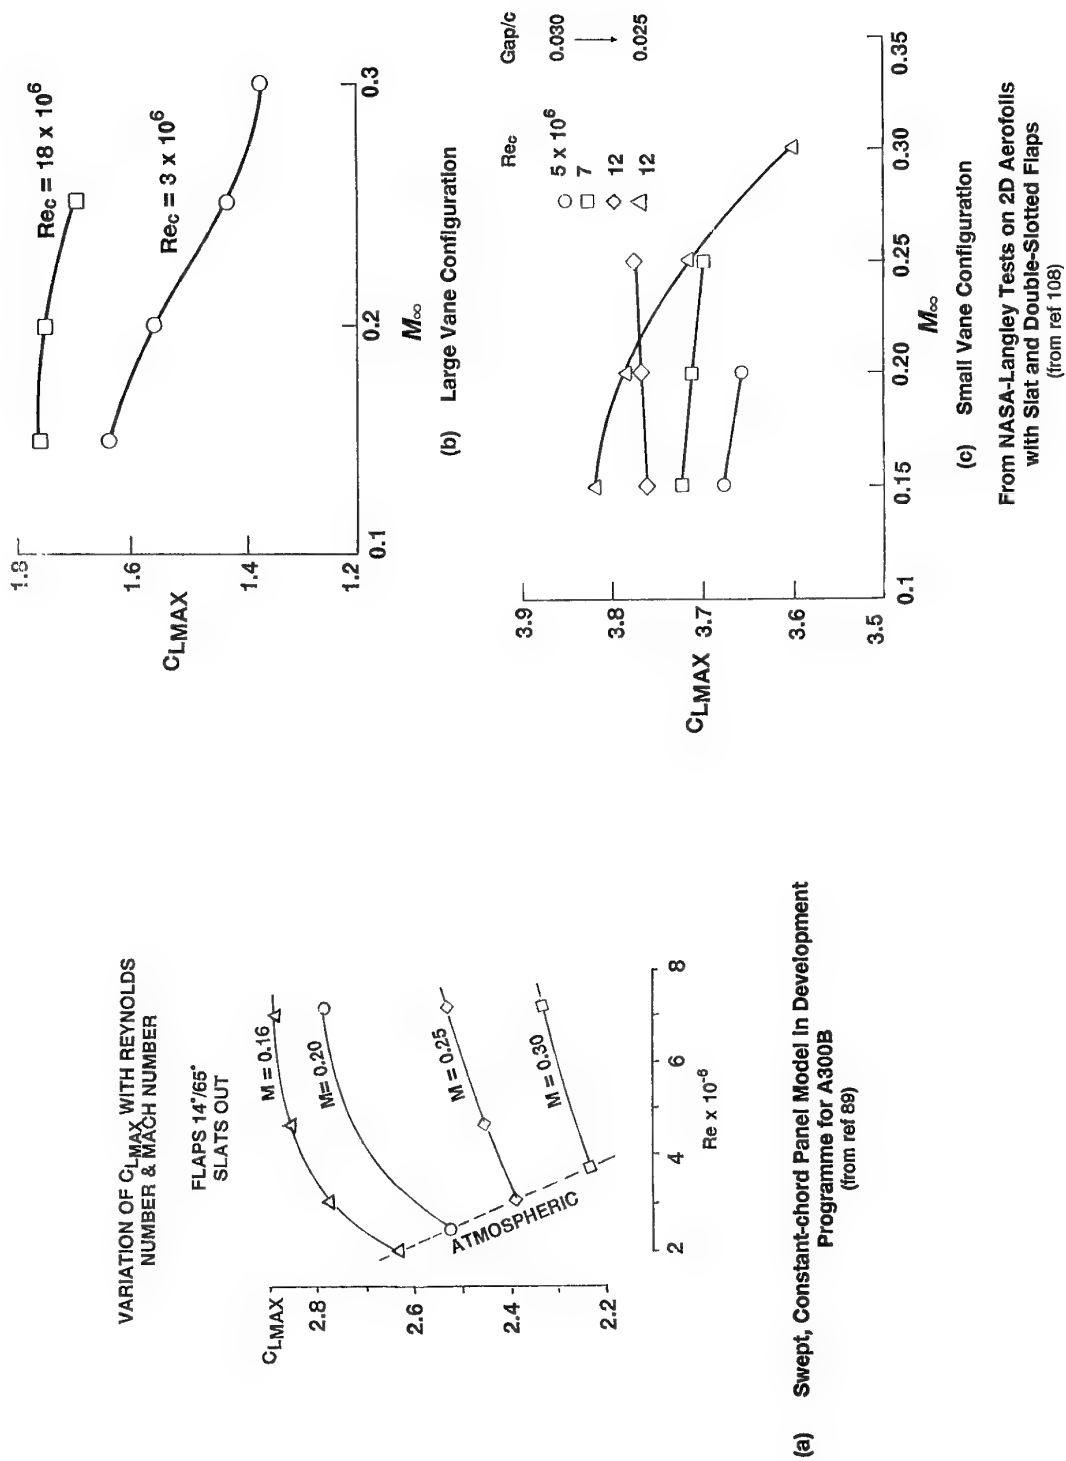 VARIATION OF CLMAX WITH REYNOLDS
NUMBER & MACH NUMBER
FLAPS 14°/65°
SLATS OUT
CLMAX
2.8
2.6
2.4
2.2
M = 0.16
M = 0.20
M = 0.25
M = 0.30
ATMOSPHERIC
2
4
6
8
Re x 10⁻⁶
(a) Swept, Constant-chord Panel Model in Development
Programme for A300B
(from ref 89)
CLMAX
1.8
1.6
1.4
1.2
Rec = 18 x 10⁶
Rec = 3 x 10⁶
0.1
0.2
0.3
M∞
(b) Large Vane Configuration
CLMAX
3.9
3.8
3.7
3.6
3.5
Rec Gap/c
○ 5 x 10⁶ 0.030
□ 7
◇ 12
△ 12 0.025
0.1
0.15
0.20
0.25
0.30
0.35
M∞
(c) Small Vane Configuration
From NASA-Langley Tests on 2D Aerofoils
with Slat and Double-Slotted Flaps
(from ref 108)